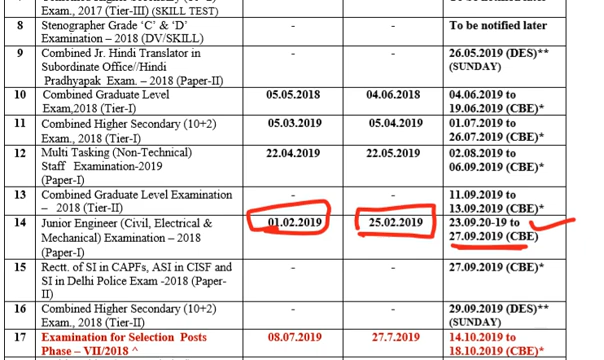 Exam., 2017 (Tier-III) (SKILL TEST)
8 Stenographer Grade ‘C’ & ‘D’ - - To be notified later
Examination – 2018 (DV/SKILL)
9 Combined Jr. Hindi Translator in - - 26.05.2019 (DES)**
Subordinate Office//Hindi (SUNDAY)
Pradhyapak Exam. – 2018 (Paper-II)
10 Combined Graduate Level 05.05.2018 04.06.2018 04.06.2019 to
Exam,2018 (Tier-I) 19.06.2019 (CBE)*
11 Combined Higher Secondary (10+2) 05.03.2019 05.04.2019 01.07.2019 to
Exam., 2018 (Tier-I) 26.07.2019 (CBE)*
12 Multi Tasking (Non-Technical) 22.04.2019 22.05.2019 02.08.2019 to
Staff Examination-2019 06.09.2019 (CBE)*
(Paper-I)
13 Combined Graduate Level Examination - - 11.09.2019 to
– 2018 (Tier-II) 13.09.2019 (CBE)*
14 Junior Engineer (Civil, Electrical & 01.02.2019 25.02.2019 23.09.20-19 to
Mechanical) Examination – 2018 27.09.2019 (CBE)
(Paper-I)
15 Rectt. of SI in CAPFs, ASI in CISF and - - 27.09.2019 (CBE)*
SI in Delhi Police Exam -2018 (Paper-
II)
16 Combined Higher Secondary (10+2) - - 29.09.2019 (DES)**
Exam., 2018 (Tier-II) (SUNDAY)
17 Examination for Selection Posts 08.07.2019 27.7.2019 14.10.2019 to
Phase – VII/2018 ^ 18.10.2019 (CBE)*